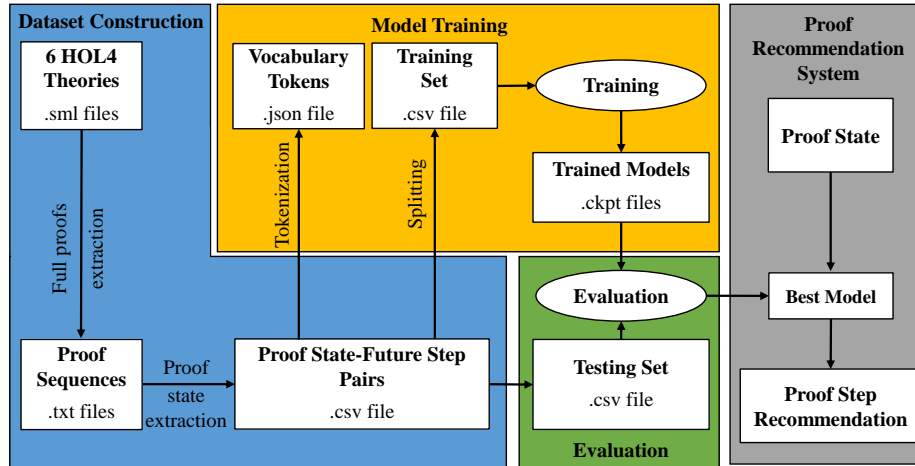 Dataset Construction
6 HOL4
Theories
.sml files
Full proofs
extraction
Proof
Sequences
.txt files
Proof
state
extraction
Proof State-Future Step
Pairs
.csv file
Model Training
Vocabulary
Tokens
.json file
Tokenization
Training
Set
.csv file
Splitting
Training
Trained Models
.ckpt files
Evaluation
Testing Set
.csv file
Evaluation
Proof
Recommendation
System
Proof State
Best Model
Proof Step
Recommendation